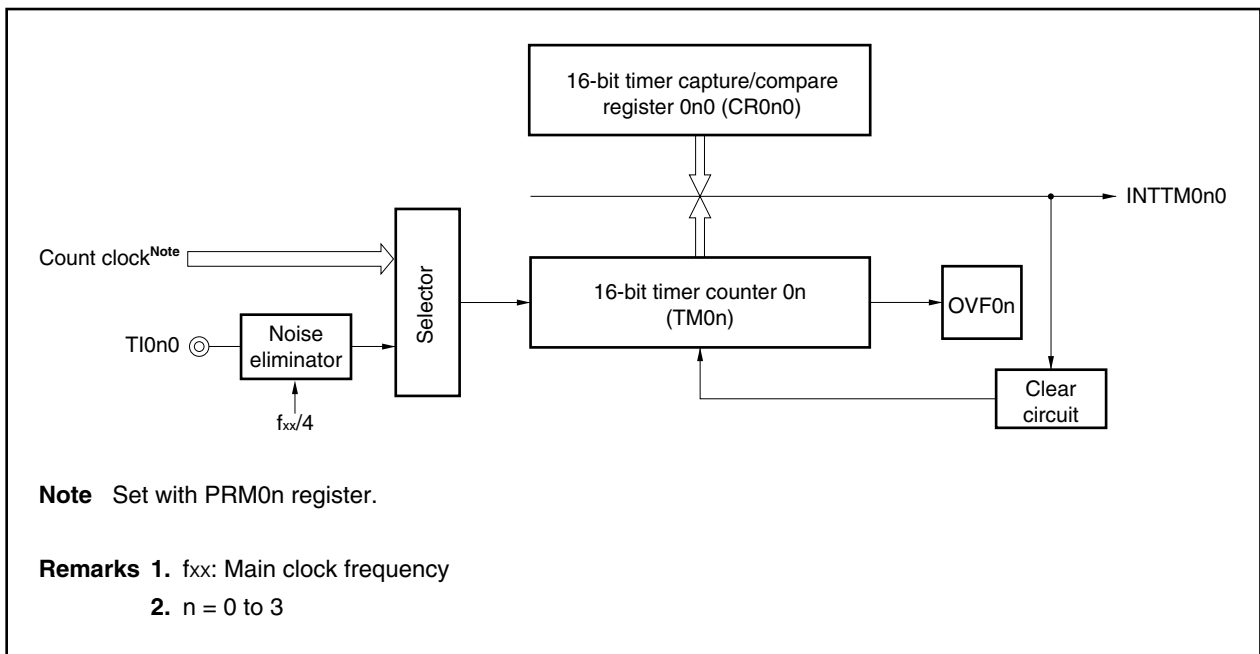 16-bit timer capture/compare
register 0n0 (CR0n0)
INTTM0n0
Count clockNote
Selector
16-bit timer counter 0n
(TM0n)
OVF0n
TI0n0
Noise
eliminator
fxx/4
Clear
circuit
Note Set with PRM0n register.
Remarks 1. fxx: Main clock frequency
2. n = 0 to 3